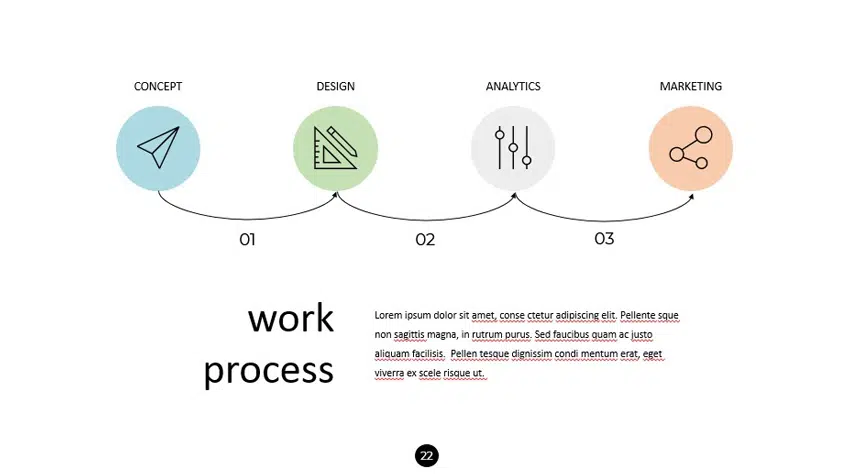 CONCEPT
DESIGN
ANALYTICS
MARKETING
01
02
03
work
process
Lorem ipsum dolor sit amet, conse ctetur adipiscing elit. Pellente sque
non sagittis magna, in rutrum purus. Sed faucibus quam ac justo
aliquam facilisis. Pellen tesque dignissim condi mentum erat, eget
viverra ex scele risque ut.
22